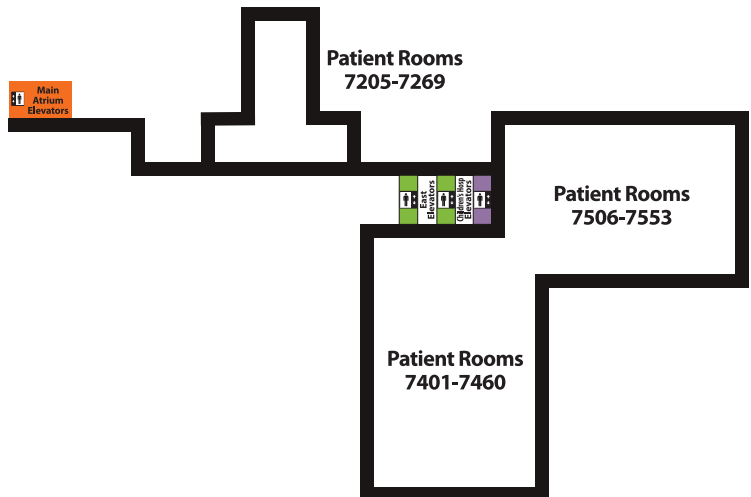 Patient Rooms
7205-7269
Main
Atrium
Elevators
East
Elevators
Children's Hosp
Elevators
Patient Rooms
7506-7553
Patient Rooms
7401-7460